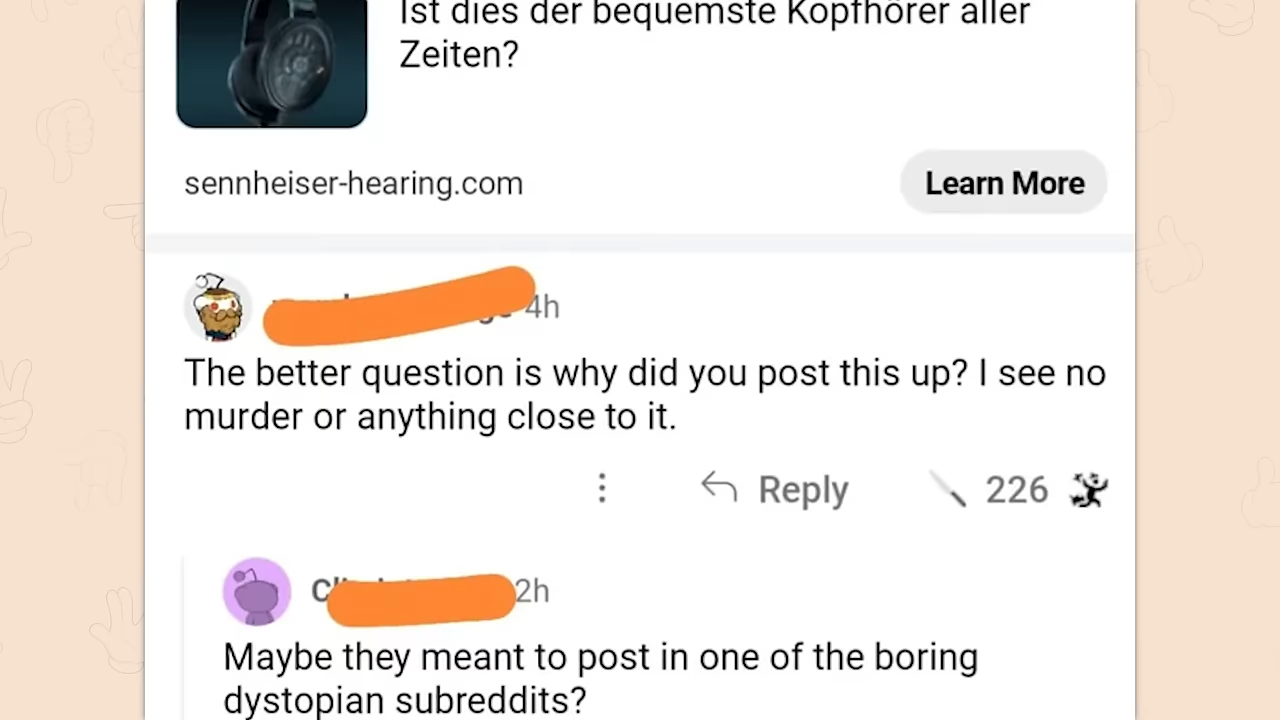 Ist dies der bequemste Kopfhörer aller
Zeiten?
sennheiser-hearing.com
Learn More
4h
The better question is why did you post this up? I see no
murder or anything close to it.
Reply
226
2h
Maybe they meant to post in one of the boring
dystopian subreddits?